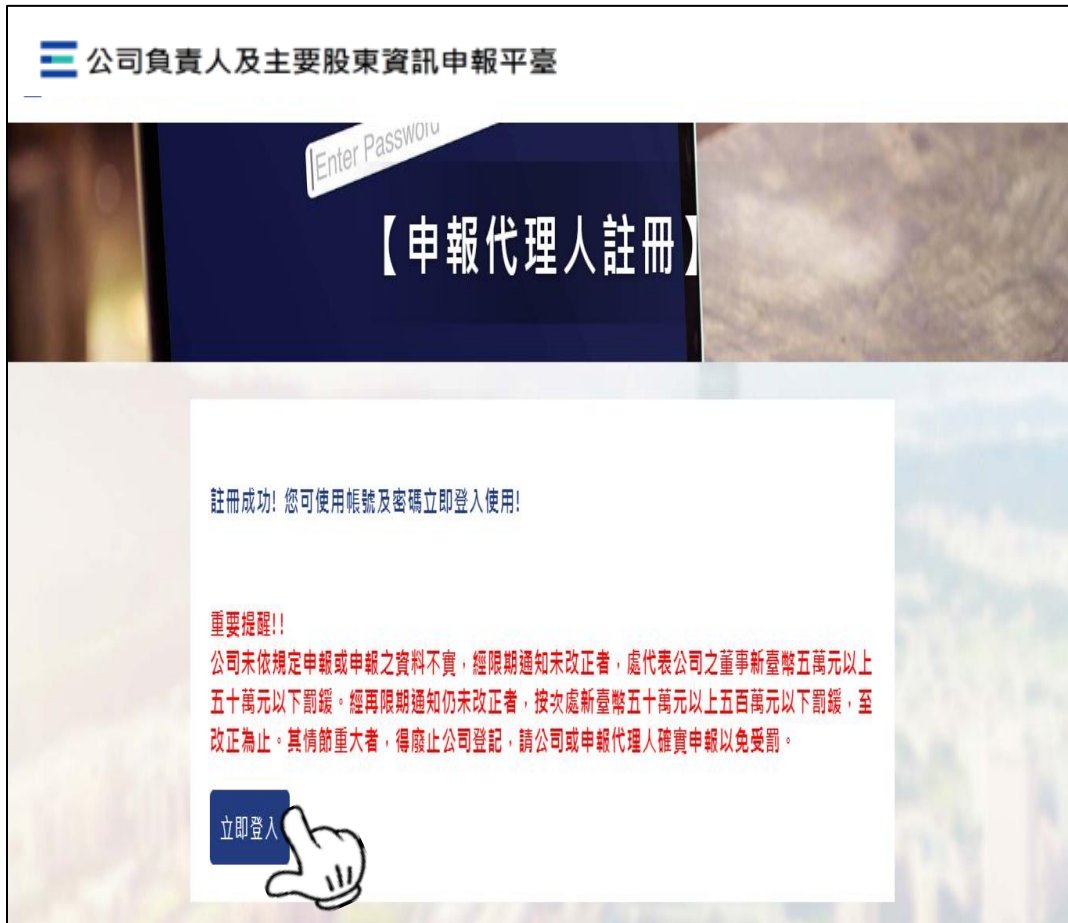 公司負責人及主要股東資訊申報平臺
Enter Password
【申報代理人註冊】
註冊成功! 您可使用帳號及密碼立即登入使用!
重要提醒!!
公司未依規定申報或申報之資料不實，經限期通知未改正者，處代表公司之董事新臺幣五萬元以上
五十萬元以下罰鍰。經再限期通知仍未改正者，按次處新臺幣五十萬元以上五百萬元以下罰鍰，至
改正為止。其情節重大者，得廢止公司登記，請公司或申報代理人確實申報以免受罰。
立即登入